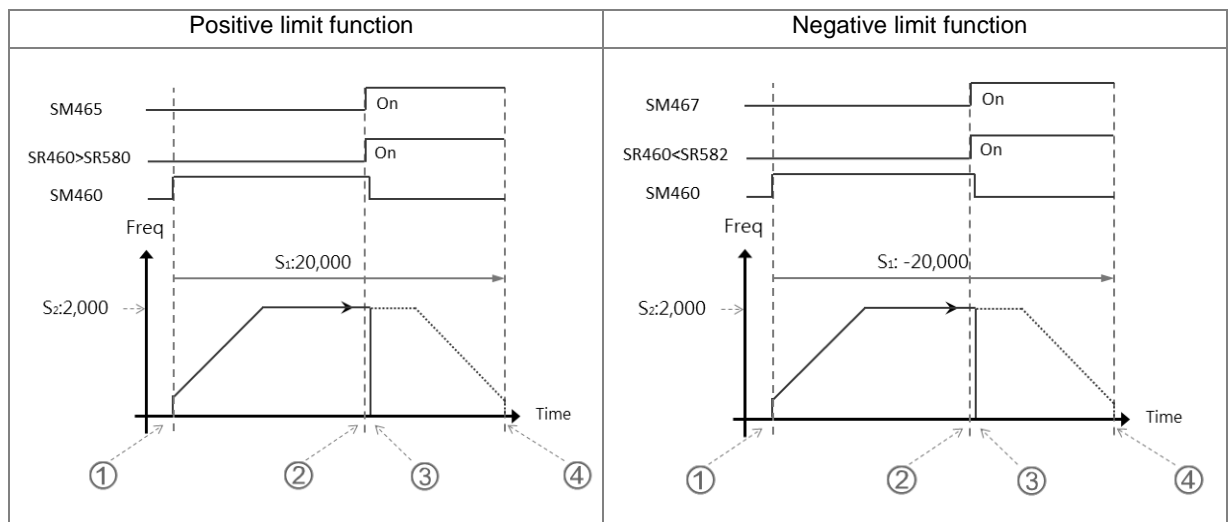 Positive limit function
Negative limit function
SM465
On
SR460>SR580
On
SM460
Freq
S1:20,000
S2:2,000
Time
① ② ③ ④
SM467
On
SR460<SR582
On
SM460
Freq
S1: -20,000
S2:2,000
Time
① ② ③ ④